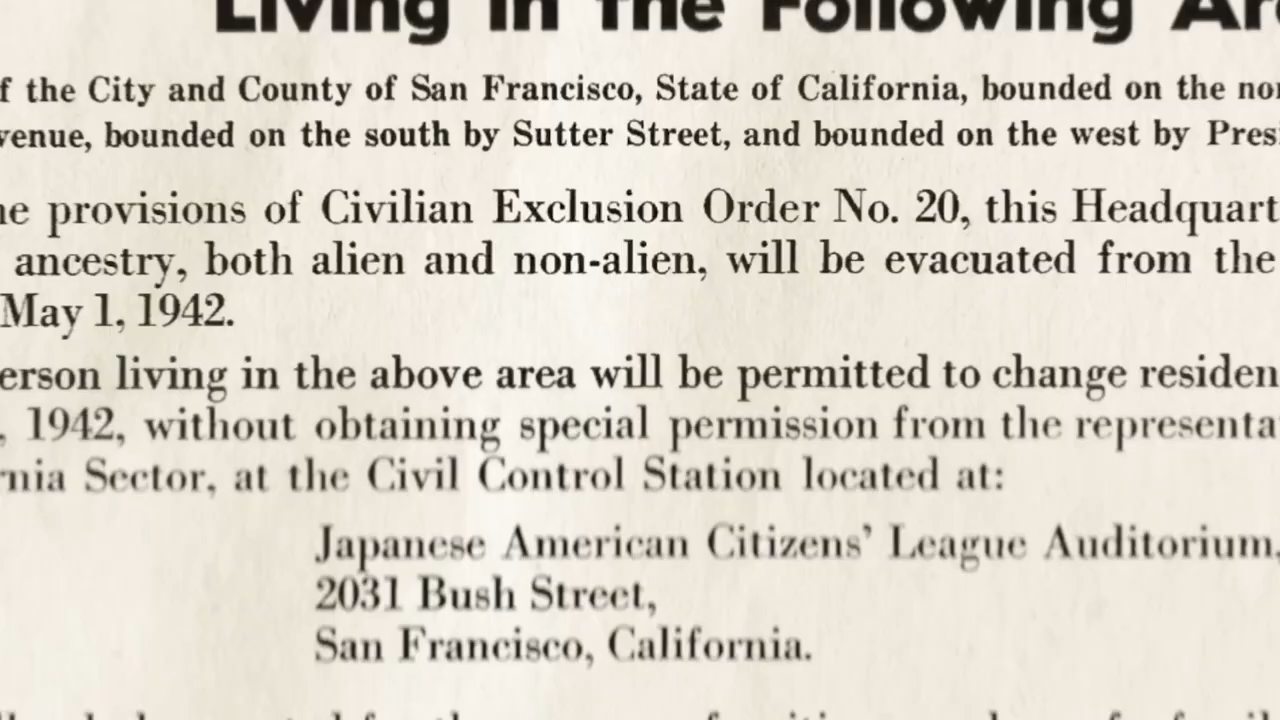 Living in the Following Ar
f the City and County of San Francisco, State of California, bounded on the nor
venue, bounded on the south by Sutter Street, and bounded on the west by Presi
he provisions of Civilian Exclusion Order No. 20, this Headquart
ancestry, both alien and non-alien, will be evacuated from the
May 1, 1942.
erson living in the above area will be permitted to change residen
, 1942, without obtaining special permission from the representa
rnia Sector, at the Civil Control Station located at:
Japanese American Citizens' League Auditorium,
2031 Bush Street,
San Francisco, California.